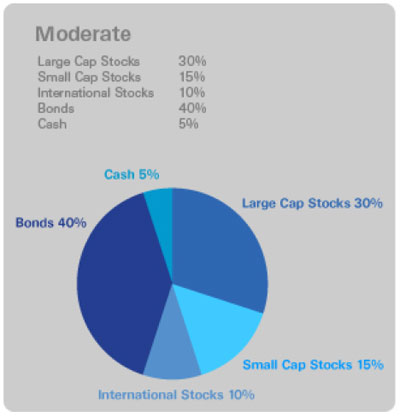 Moderate
Large Cap Stocks 30%
Small Cap Stocks 15%
International Stocks 10%
Bonds 40%
Cash 5%
Cash 5%
Large Cap Stocks 30%
Bonds 40%
Small Cap Stocks 15%
International Stocks 10%